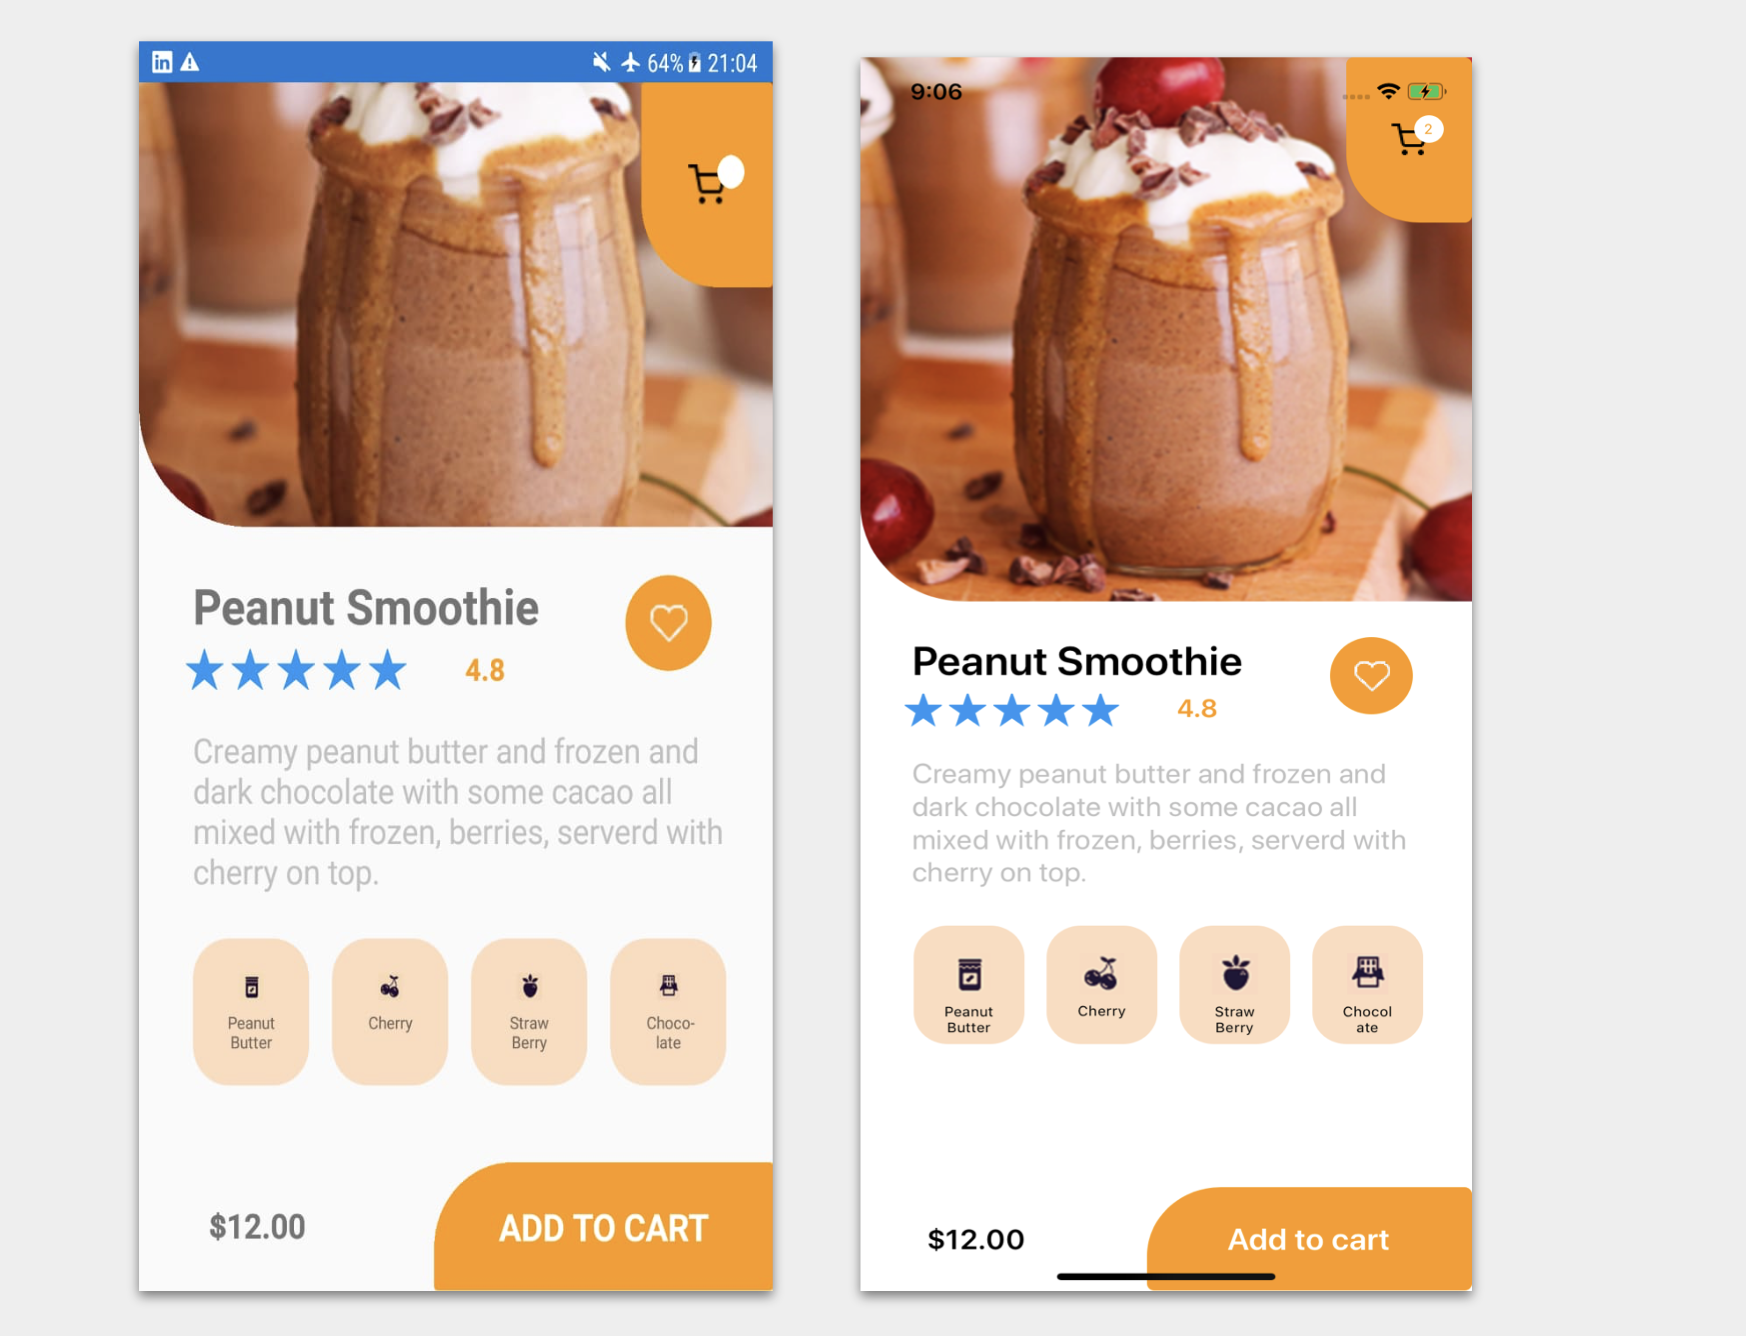 in
64%
21:04
Peanut Smoothie
4.8
Creamy peanut butter and frozen and
dark chocolate with some cacao all
mixed with frozen, berries, serverd with
cherry on top.
Peanut
Butter
Cherry
Straw
Berry
Choco-
late
$12.00
ADD TO CART
9:06
2
Peanut Smoothie
4.8
Creamy peanut butter and frozen and
dark chocolate with some cacao all
mixed with frozen, berries, serverd with
cherry on top.
Peanut
Butter
Cherry
Straw
Berry
Chocol
ate
$12.00
Add to cart